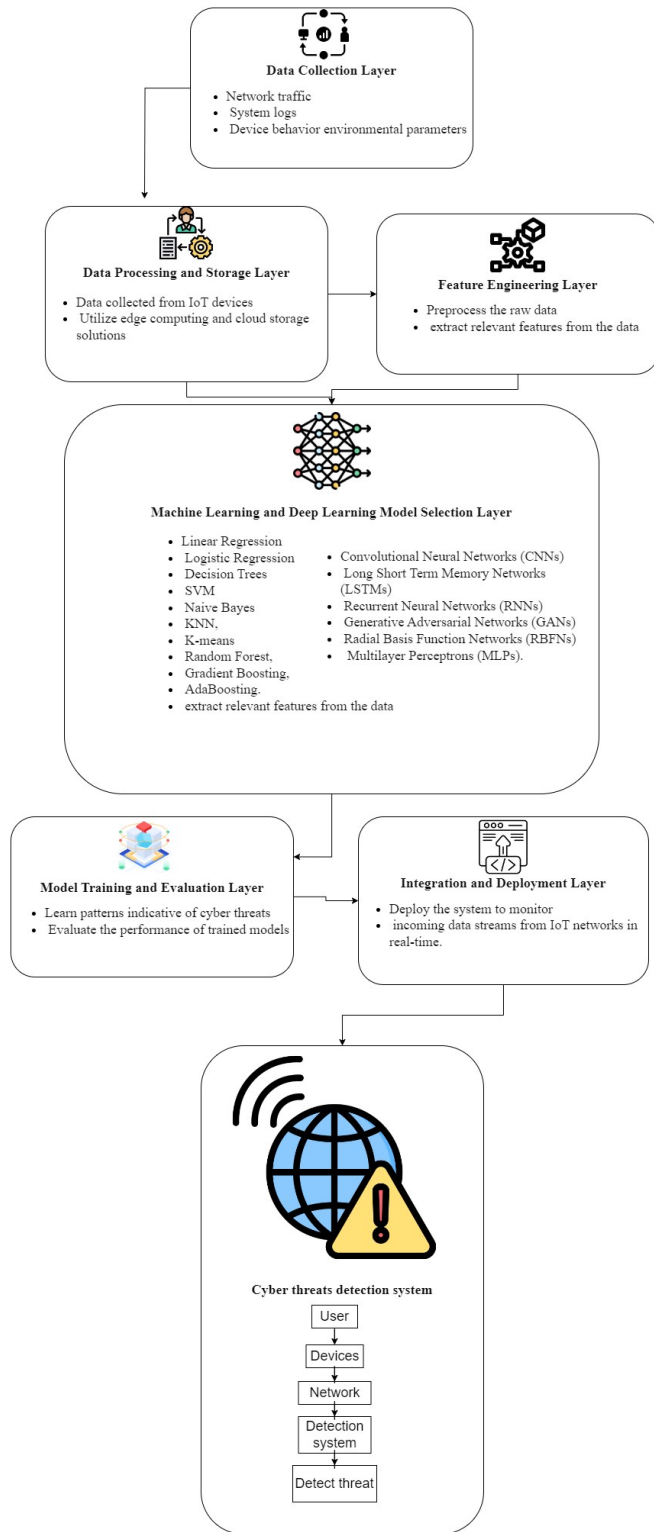 Data Collection Layer
• Network traffic
• System logs
• Device behavior environmental parameters
Data Processing and Storage Layer
• Data collected from IoT devices
• Utilize edge computing and cloud storage
solutions
Feature Engineering Layer
• Preprocess the raw data
• extract relevant features from the data
Machine Learning and Deep Learning Model Selection Layer
• Linear Regression
• Logistic Regression
• Decision Trees
• SVM
• Naive Bayes
• KNN,
• K-means
• Random Forest,
• Gradient Boosting,
• AdaBoosting.
• extract relevant features from the data
• Convolutional Neural Networks (CNNs)
• Long Short Term Memory Networks
(LSTMs)
• Recurrent Neural Networks (RNNs)
• Generative Adversarial Networks (GANs)
• Radial Basis Function Networks (RBFNs)
• Multilayer Perceptrons (MLPs).
Model Training and Evaluation Layer
• Learn patterns indicative of cyber threats
• Evaluate the performance of trained models
</>
Integration and Deployment Layer
• Deploy the system to monitor
• incoming data streams from IoT networks in
real-time.
Cyber threats detection system
User
Devices
Network
Detection
system
Detect threat